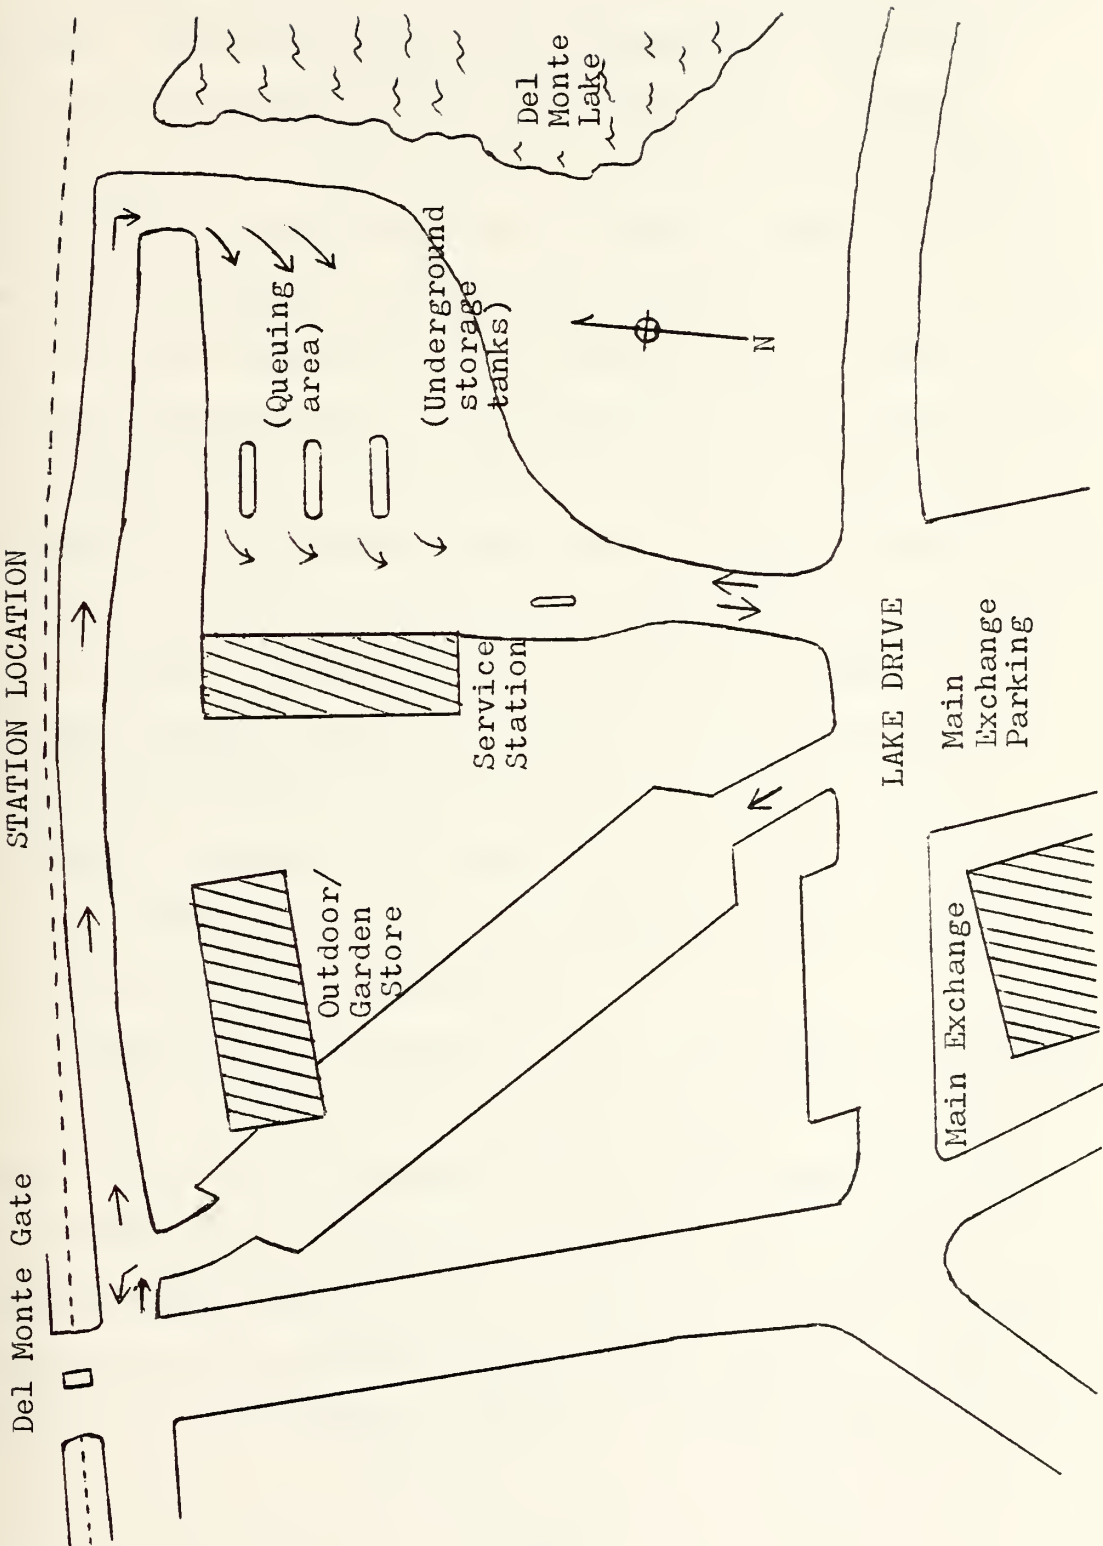 STATION LOCATION
Del Monte Gate
Del
Monte
Lake
(Queuing
area)
(Underground
storage
tanks)
N
Service
Station
Outdoor/
Garden
Store
LAKE DRIVE
Main
Exchange
Parking
Main Exchange